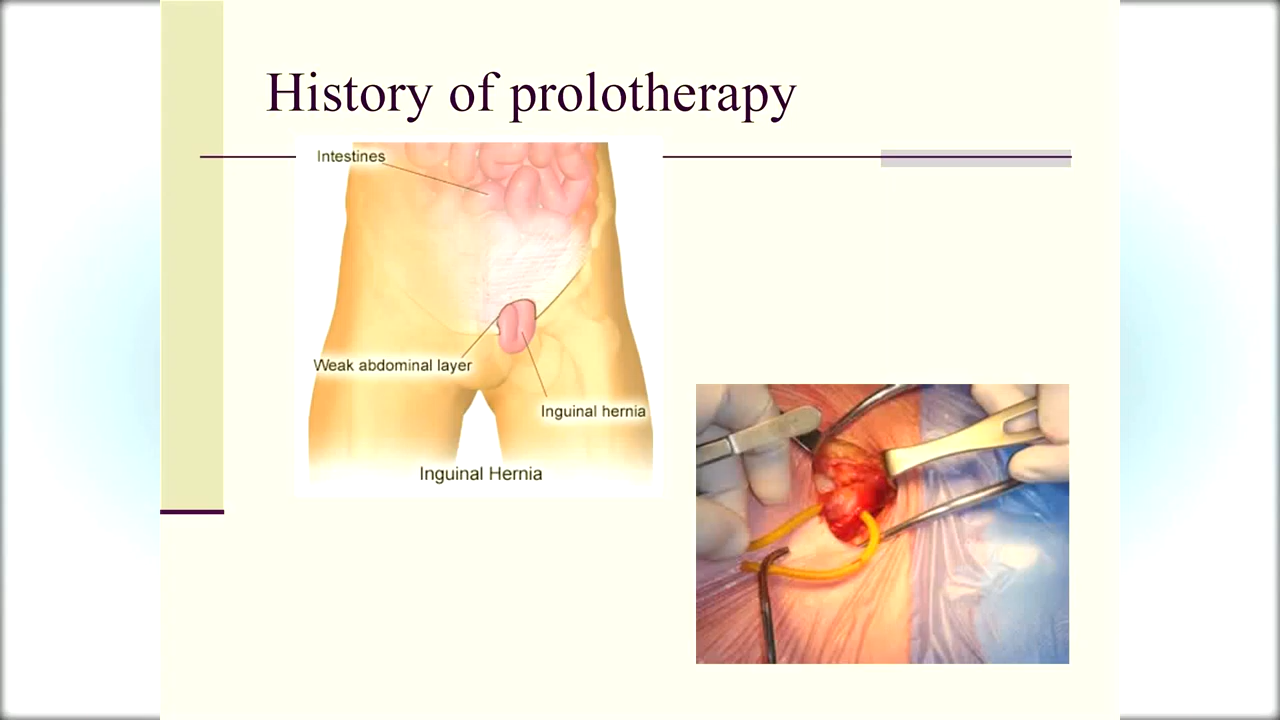 History of prolotherapy
Intestines
Weak abdominal layer
Inguinal hernia
Inguinal Hernia